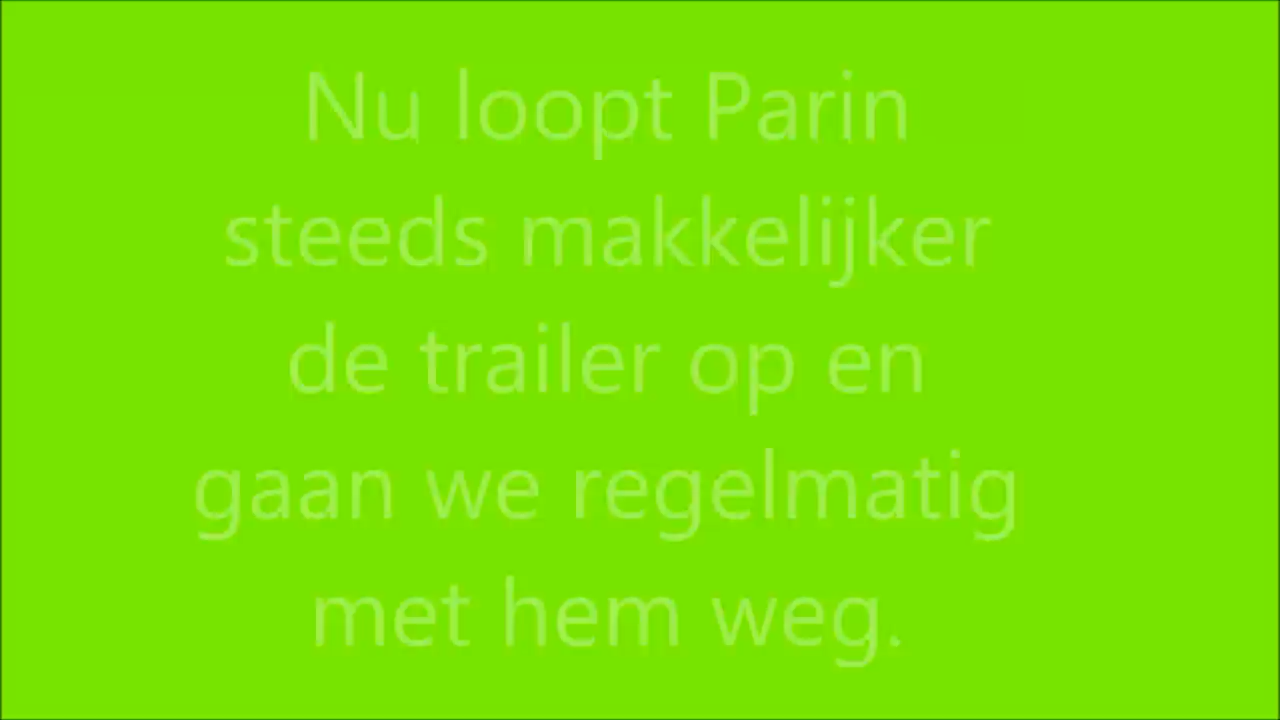 Nu loopt Parin
steeds makkelijker
de trailer op en
gaan we regelmatig
met hem weg.